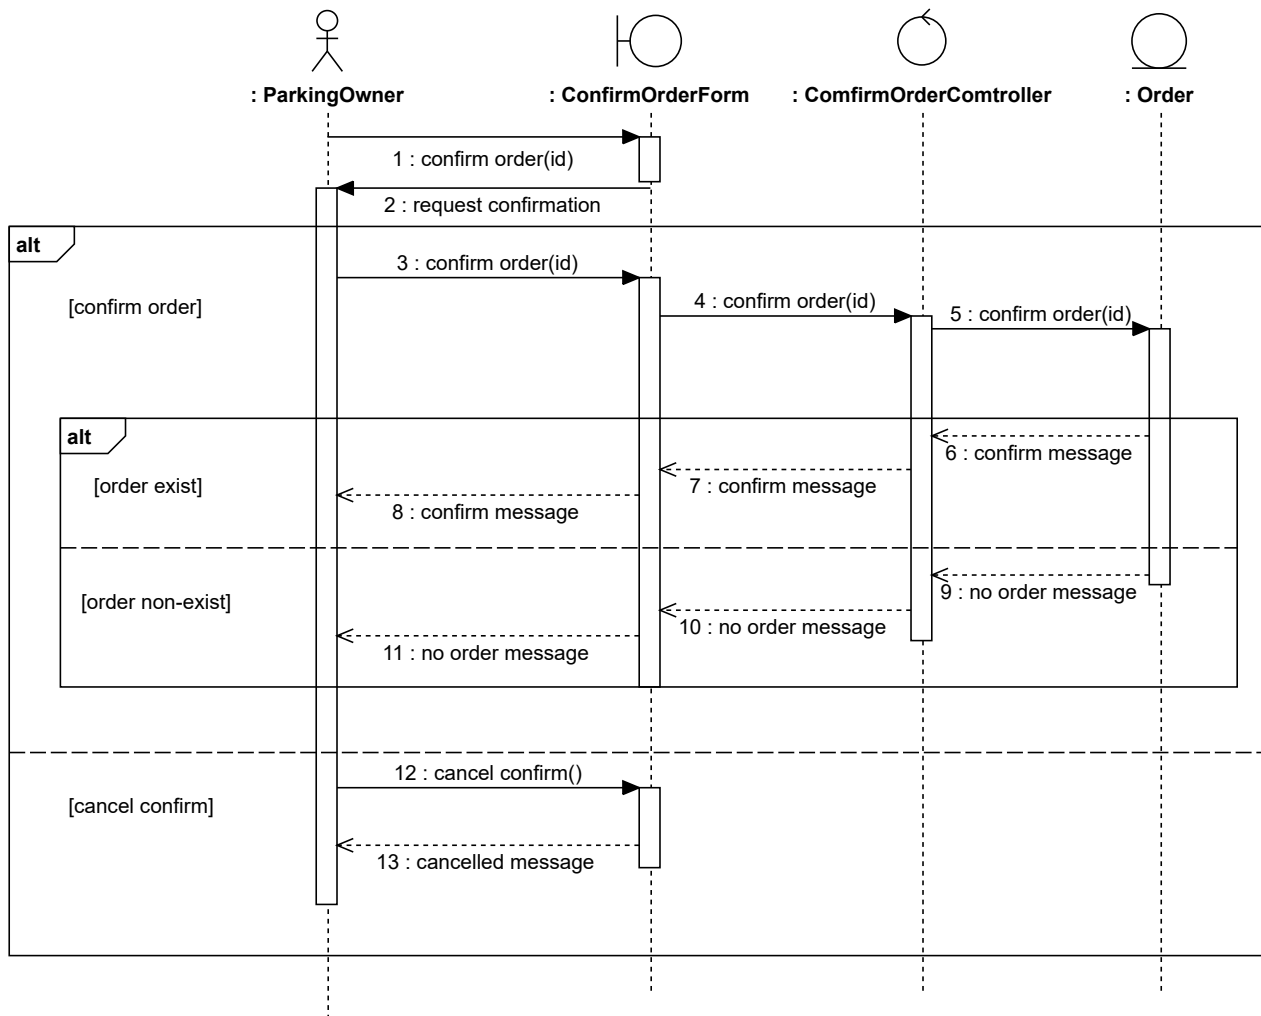 : ParkingOwner
: ConfirmOrderForm
: ComfirmOrderComtroller
: Order
1 : confirm order(id)
2 : request confirmation
alt
3 : confirm order(id)
[confirm order]
4 : confirm order(id)
5 : confirm order(id)
alt
6 : confirm message
[order exist]
7 : confirm message
8 : confirm message
9 : no order message
[order non-exist]
10 : no order message
11 : no order message
12 : cancel confirm()
[cancel confirm]
13 : cancelled message